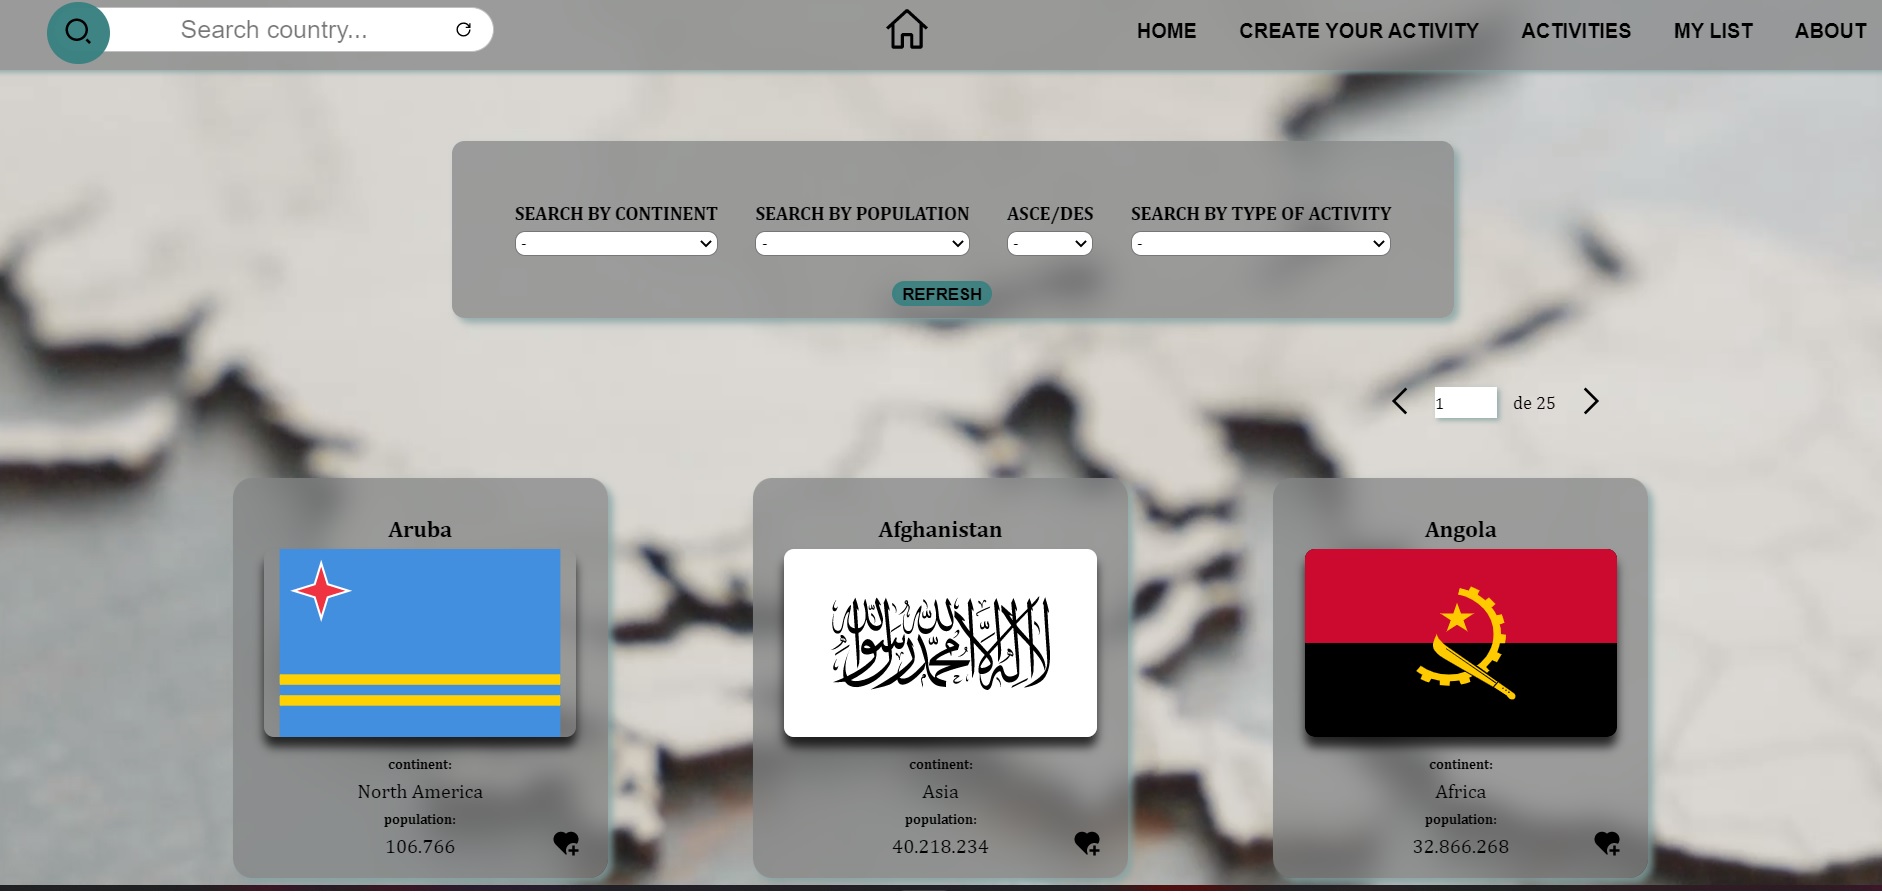 Search country...
HOME CREATE YOUR ACTIVITY ACTIVITIES MY LIST ABOUT
SEARCH BY CONTINENT SEARCH BY POPULATION ASCE/DES SEARCH BY TYPE OF ACTIVITY
- - - -
REFRESH
1 de 25
Aruba
continent:
North America
population:
106.766
Afghanistan
لا إله إلا الله محمد رسول الله
continent:
Asia
population:
40.218.234
Angola
continent:
Africa
population:
32.866.268